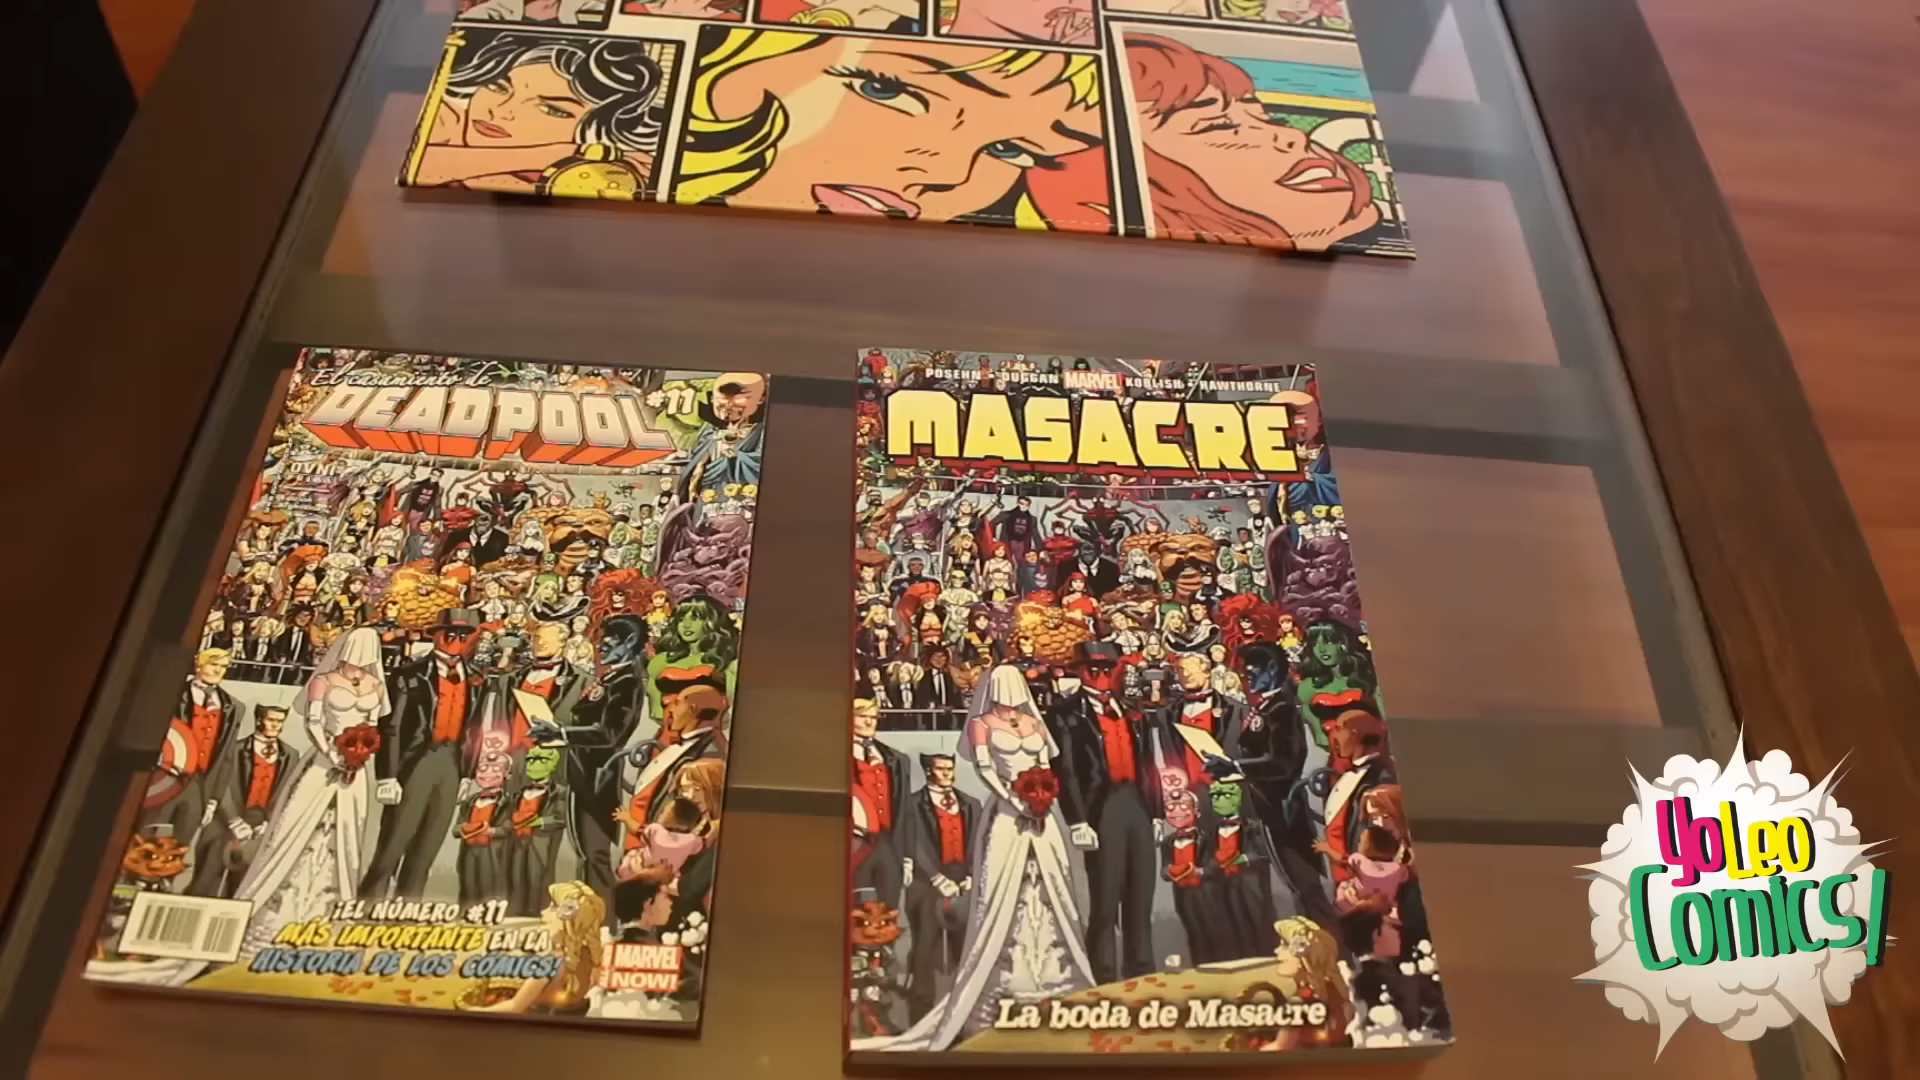 El casamiento de
DEADPOOL
#11
OVNI
¡EL NÚMERO #11
MÁS IMPORTANTE EN LA
HISTORIA DE LOS CÓMICS!
MARVEL
NOW!
POSEHN DUGGAN MARVEL KOBLISH HAWTHORNE
MASACRE
La boda de Masacre
YoLeo
Comics!